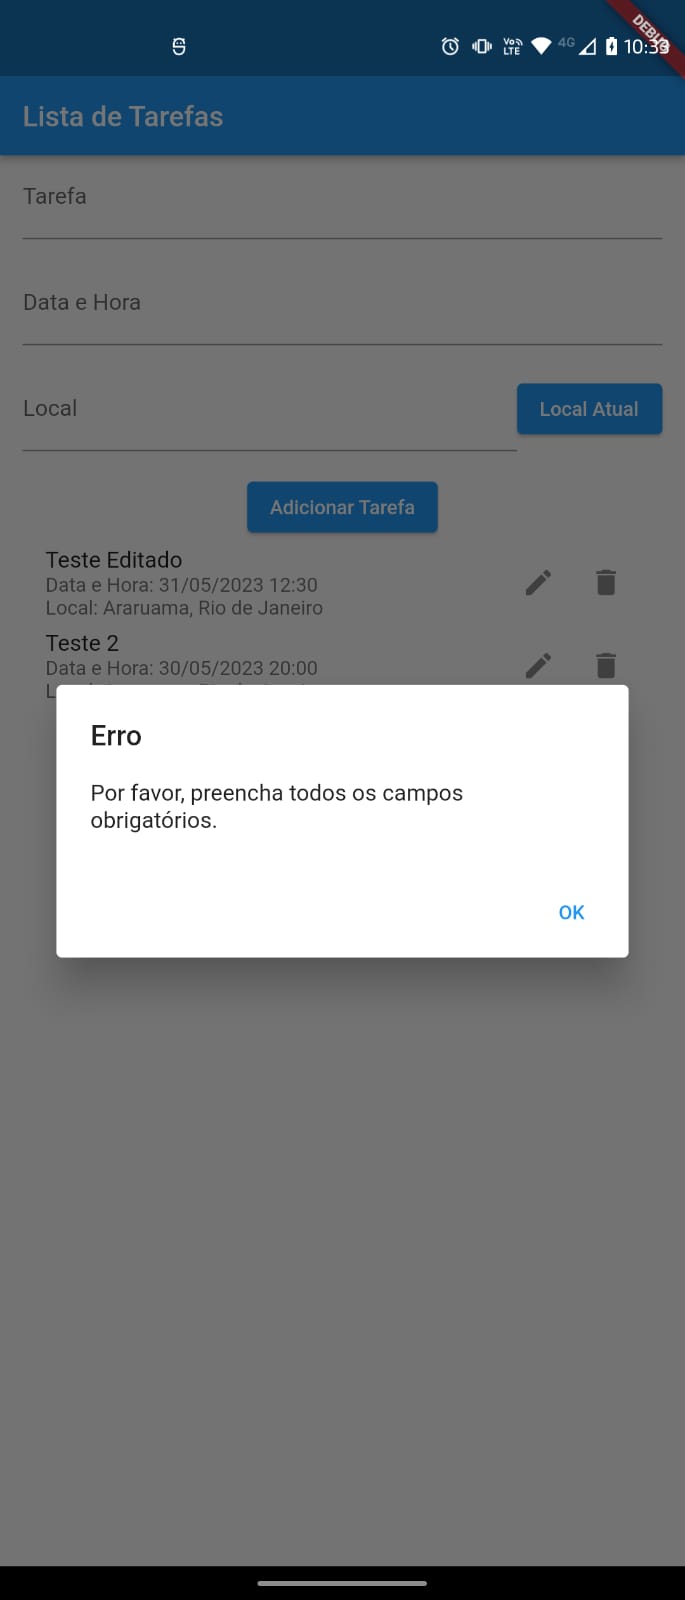 DEBUG
Vo LTE 4G 10:39
Lista de Tarefas
Tarefa
Data e Hora
Local
Local Atual
Adicionar Tarefa
Teste Editado
Data e Hora: 31/05/2023 12:30
Local: Araruama, Rio de Janeiro
Teste 2
Data e Hora: 30/05/2023 20:00
Erro
Por favor, preencha todos os campos
obrigatórios.
OK